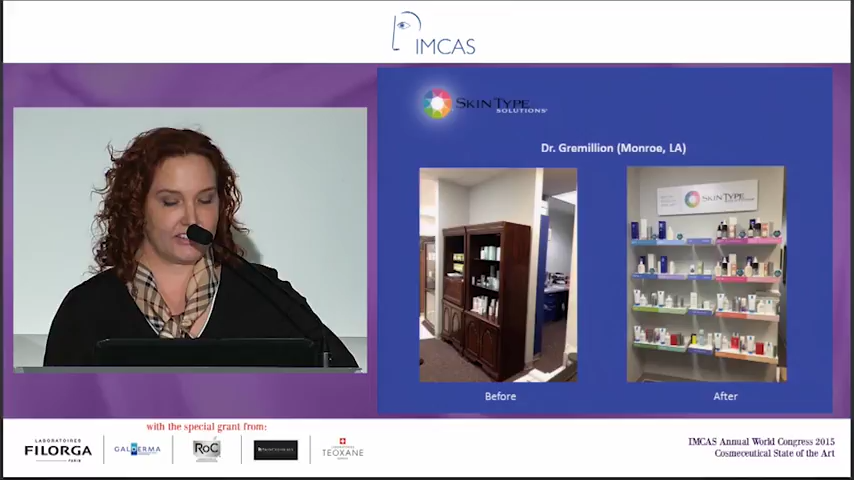 IMCAS
SKIN TYPE
SOLUTIONS
Dr. Gremillion (Monroe, LA)
SKIN TYPE
Before
After
with the special grant from:
LABORATOIRES
FILORGA
PARIS
GALDERMA
RoC
TEOXANE
IMCAS Annual World Congress 2015
Cosmeceutical State of the Art